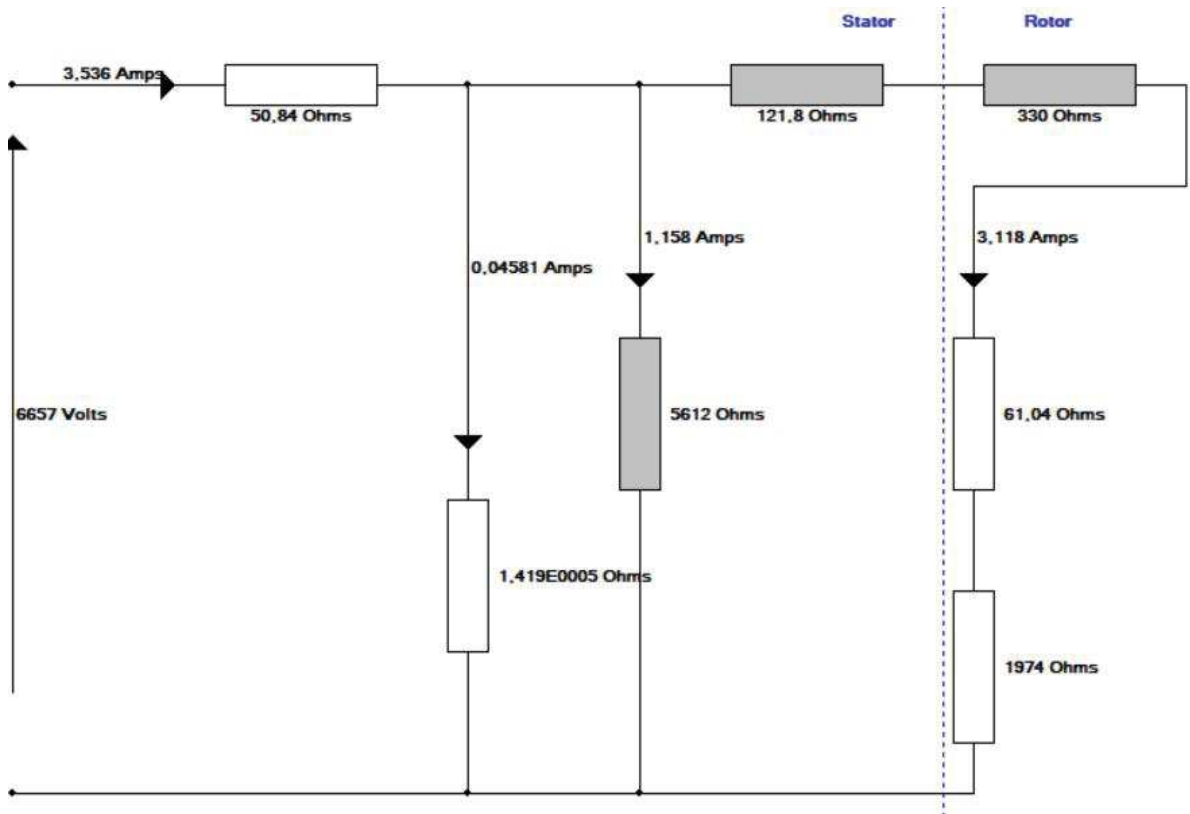 Stator
Rotor
3,536 Amps
50,84 Ohms
121,8 Ohms
330 Ohms
1,158 Amps
3,118 Amps
0,04581 Amps
6657 Volts
5612 Ohms
61,04 Ohms
1,419E0005 Ohms
1974 Ohms